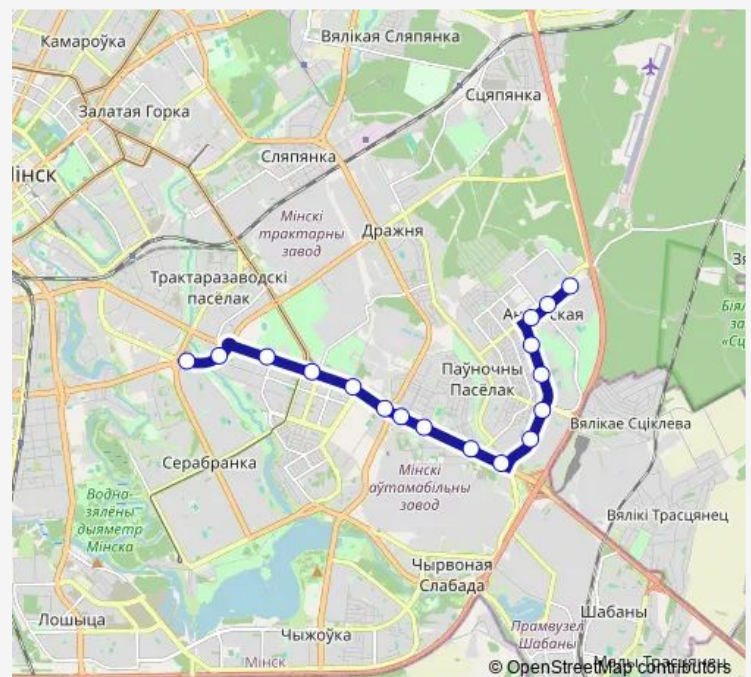 Камароўка
Вялікая Сляпянка
Сцяпянка
Залатая Горка
Сляпянка
інск
Мінскі
трактарны
завод
Дражня
Трактаразаводскі
пасёлак
Паўночны
Пасёлак
Вялікае Сціклева
Серабранка
Мінскі
аўтамабільны
завод
Водна-
зялёны
дыяметр
Мінска
Вялікі Трасцянец
Чырвоная
Слабада
Шабаны
Лошыца
Чыжоўка
Прамвузел
Шабаны
Мінск
© OpenStreetMap contributors